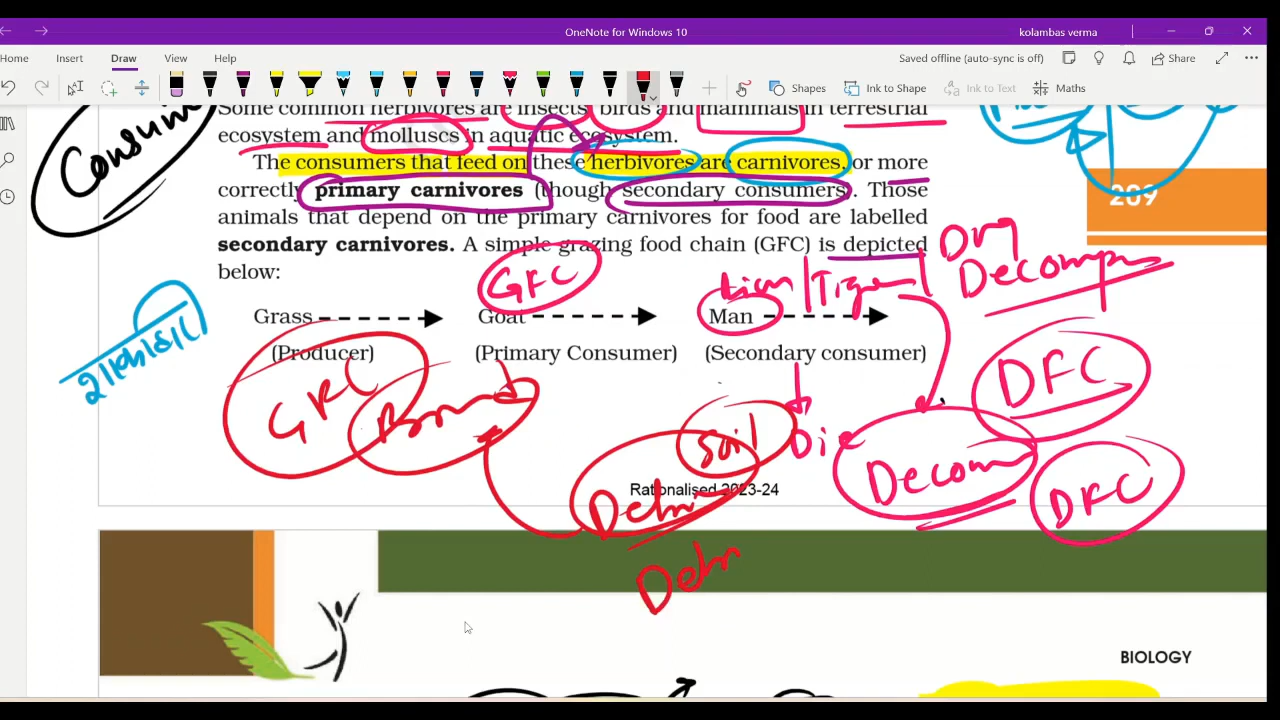 OneNote for Windows 10
kolambas verma
Home Insert Draw View Help
Saved offline (auto-sync is off)
Share
Shapes
Ink to Shape
Ink to Text
Maths
Some common herbivores are insects, birds and mammals in terrestrial
ecosystem and molluscs in aquatic ecosystem.
The consumers that feed on these herbivores are carnivores, or more
correctly primary carnivores (though secondary consumers). Those
animals that depend on the primary carnivores for food are labelled
secondary carnivores. A simple grazing food chain (GFC) is depicted
below:
209
GFC
Lion/Tiger/
Grass Goat Man
(Producer) (Primary Consumer) (Secondary consumer)
GFC
DFC
Soil
Die
Decom
DFC
Rationalised 2023-24
BIOLOGY